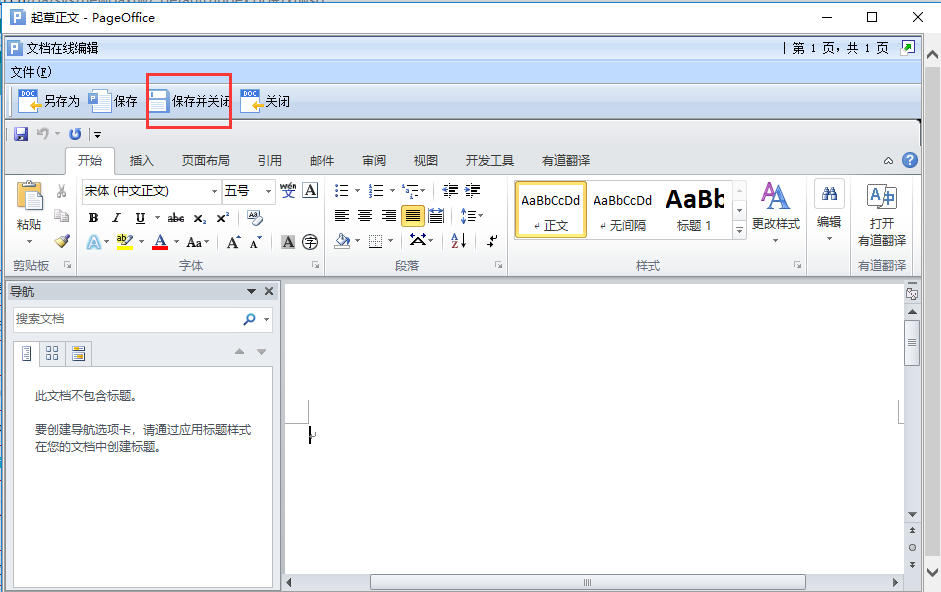 起草正文 - PageOffice
文档在线编辑
第 1 页，共 1 页
文件(F)
另存为 保存 保存并关闭 关闭
开始 插入 页面布局 引用 邮件 审阅 视图 开发工具 有道翻译
宋体 (中文正文) 五号
AaBbCcDd AaBbCcDd AaBb
粘贴
正文 无间隔 标题 1
更改样式 编辑 打开
有道翻译
剪贴板 字体 段落 样式 有道翻译
导航
搜索文档
此文档不包含标题。
要创建导航选项卡，请通过应用标题样式
在您的文档中创建标题。